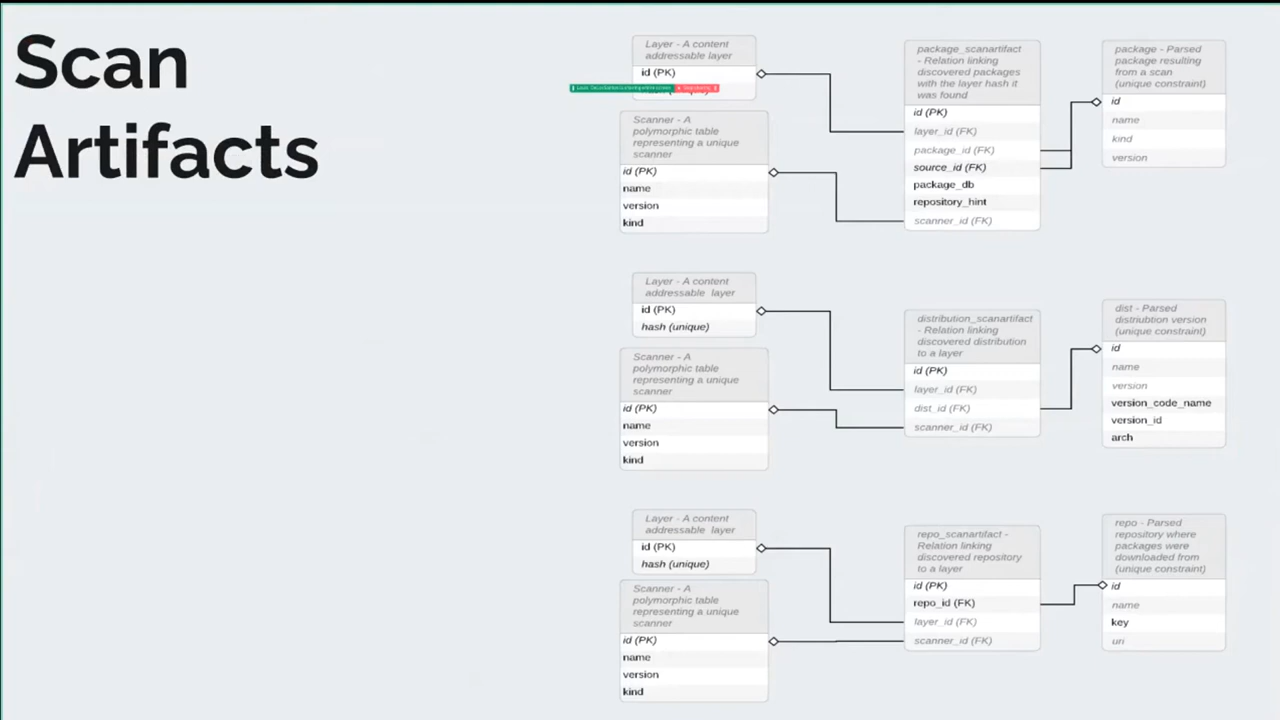 Scan
Artifacts
Layer - A content
addressable layer
id (PK)
Scanner - A
polymorphic table
representing a unique
scanner
id (PK)
name
version
kind
package_scanartifact
- Relation linking
discovered packages
with the layer hash it
was found
id (PK)
layer_id (FK)
package_id (FK)
source_id (FK)
package_db
repository_hint
scanner_id (FK)
package - Parsed
package resulting
from a scan
(unique constraint)
id
name
kind
version
Layer - A content
addressable layer
id (PK)
hash (unique)
Scanner - A
polymorphic table
representing a unique
scanner
id (PK)
name
version
kind
distribution_scanartifact
- Relation linking
discovered distribution
to a layer
id (PK)
layer_id (FK)
dist_id (FK)
scanner_id (FK)
dist - Parsed
distriubtion version
(unique constraint)
id
name
version
version_code_name
version_id
arch
Layer - A content
addressable layer
id (PK)
hash (unique)
Scanner - A
polymorphic table
representing a unique
scanner
id (PK)
name
version
kind
repo_scanartifact -
Relation linking
discovered repository
to a layer
id (PK)
repo_id (FK)
layer_id (FK)
scanner_id (FK)
repo - Parsed
repository where
packages were
downloaded from
(unique constraint)
id
name
key
uri